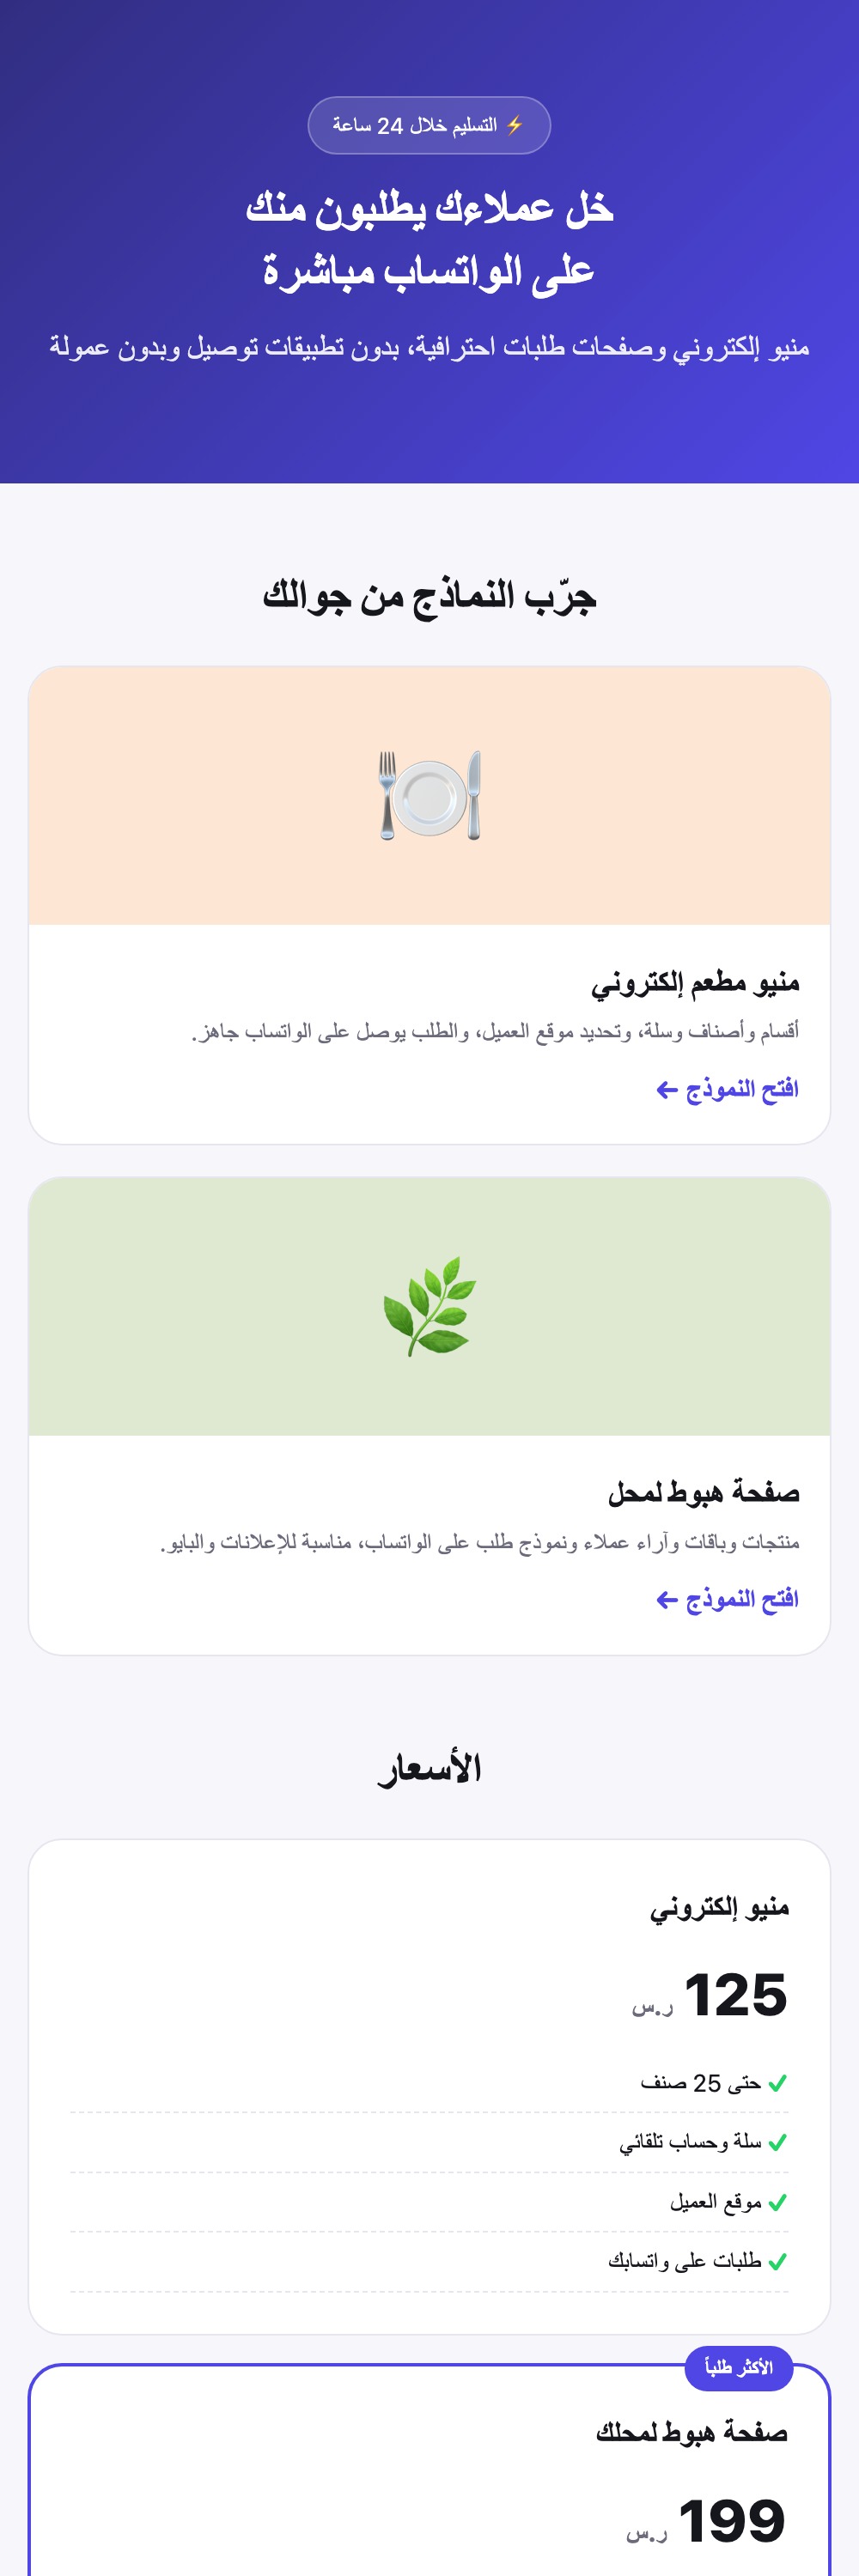 ⚡ التسليم خلال 24 ساعة
خل عملاءك يطلبون منك
على الواتساب مباشرة
منيو إلكتروني وصفحات طلبات احترافية، بدون تطبيقات توصيل وبدون عمولة
جرّب النماذج من جوالك
منيو مطعم إلكتروني
أقسام وأصناف وسلة، وتحديد موقع العميل، والطلب يوصل على الواتساب جاهز.
افتح النموذج ←
صفحة هبوط لمحل
منتجات وباقات وآراء عملاء ونموذج طلب على الواتساب، مناسبة للإعلانات والبايو.
افتح النموذج ←
الأسعار
منيو إلكتروني
125 ر.س
✔ حتى 25 صنف
✔ سلة وحساب تلقائي
✔ موقع العميل
✔ طلبات على واتسابك
الأكثر طلباً
صفحة هبوط لمحلك
199 ر.س